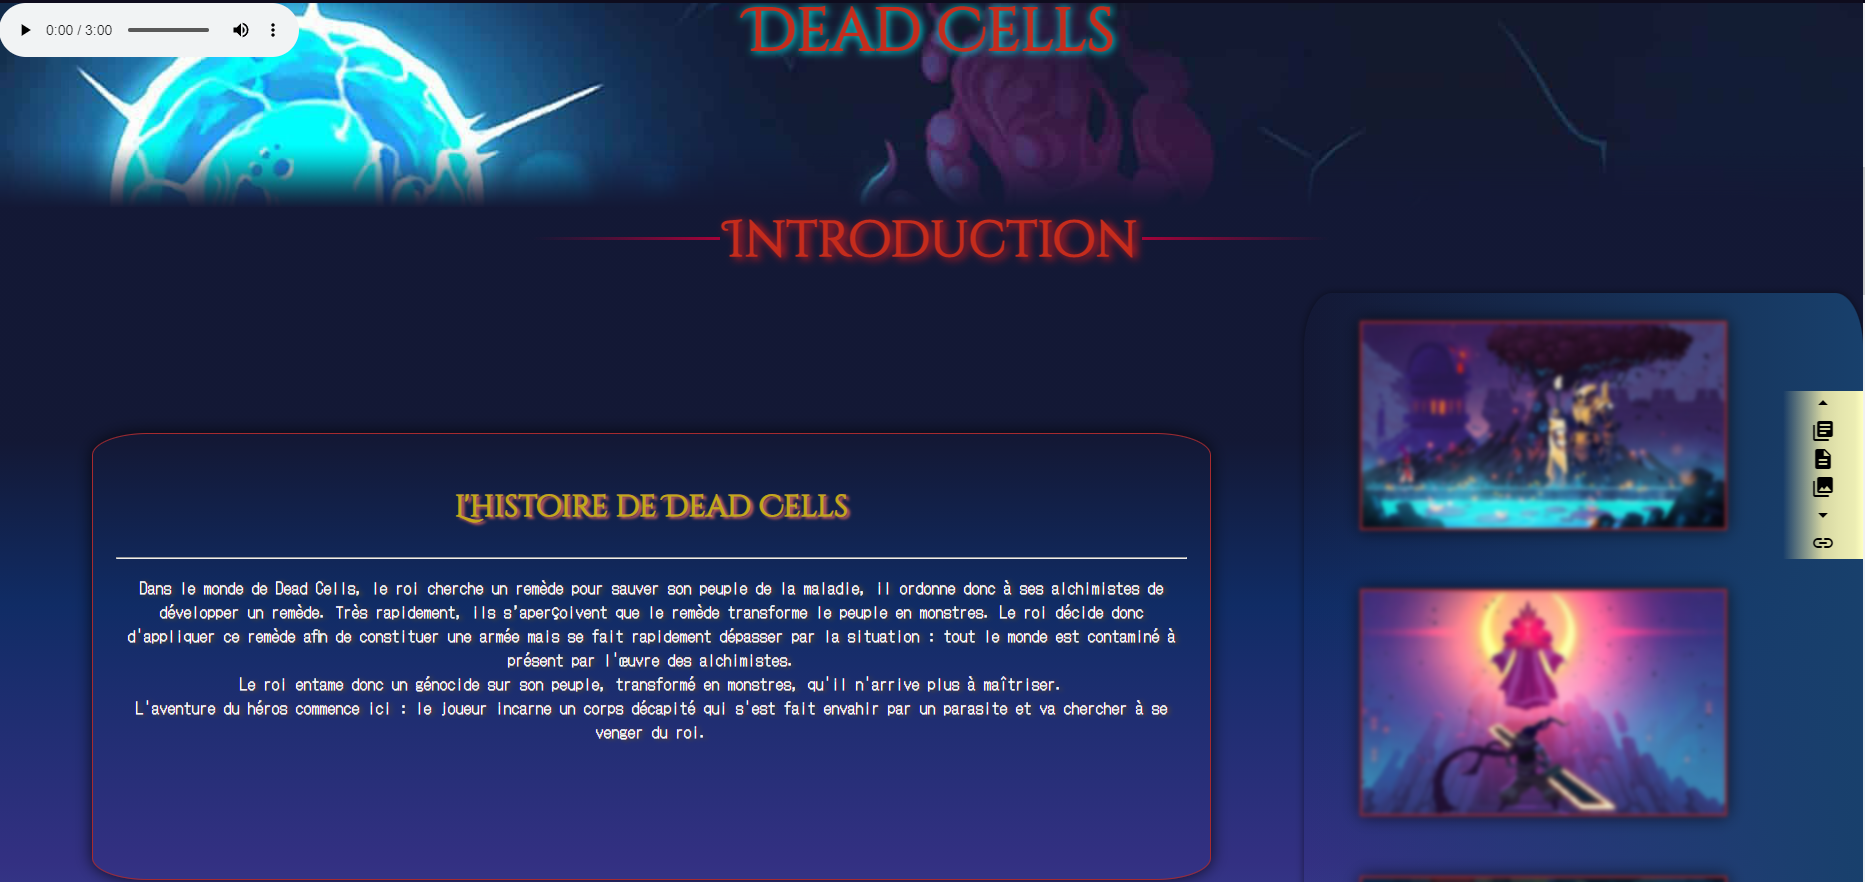 0:00 / 3:00
Dead Cells
Introduction
L'histoire de Dead Cells
Dans le monde de Dead Cells, le roi cherche un remède pour sauver son peuple de la maladie, il ordonne donc à ses alchimistes de
développer un remède. Très rapidement, ils s'aperçoivent que le remède transforme le peuple en monstres. Le roi décide donc
d'appliquer ce remède afin de constituer une armée mais se fait rapidement dépasser par la situation : tout le monde est contaminé à
présent par l'œuvre des alchimistes.
Le roi entame donc un génocide sur son peuple, transformé en monstres, qu'il n'arrive plus à maîtriser.
L'aventure du héros commence ici : le joueur incarne un corps décapité qui s'est fait envahir par un parasite et va chercher à se
venger du roi.